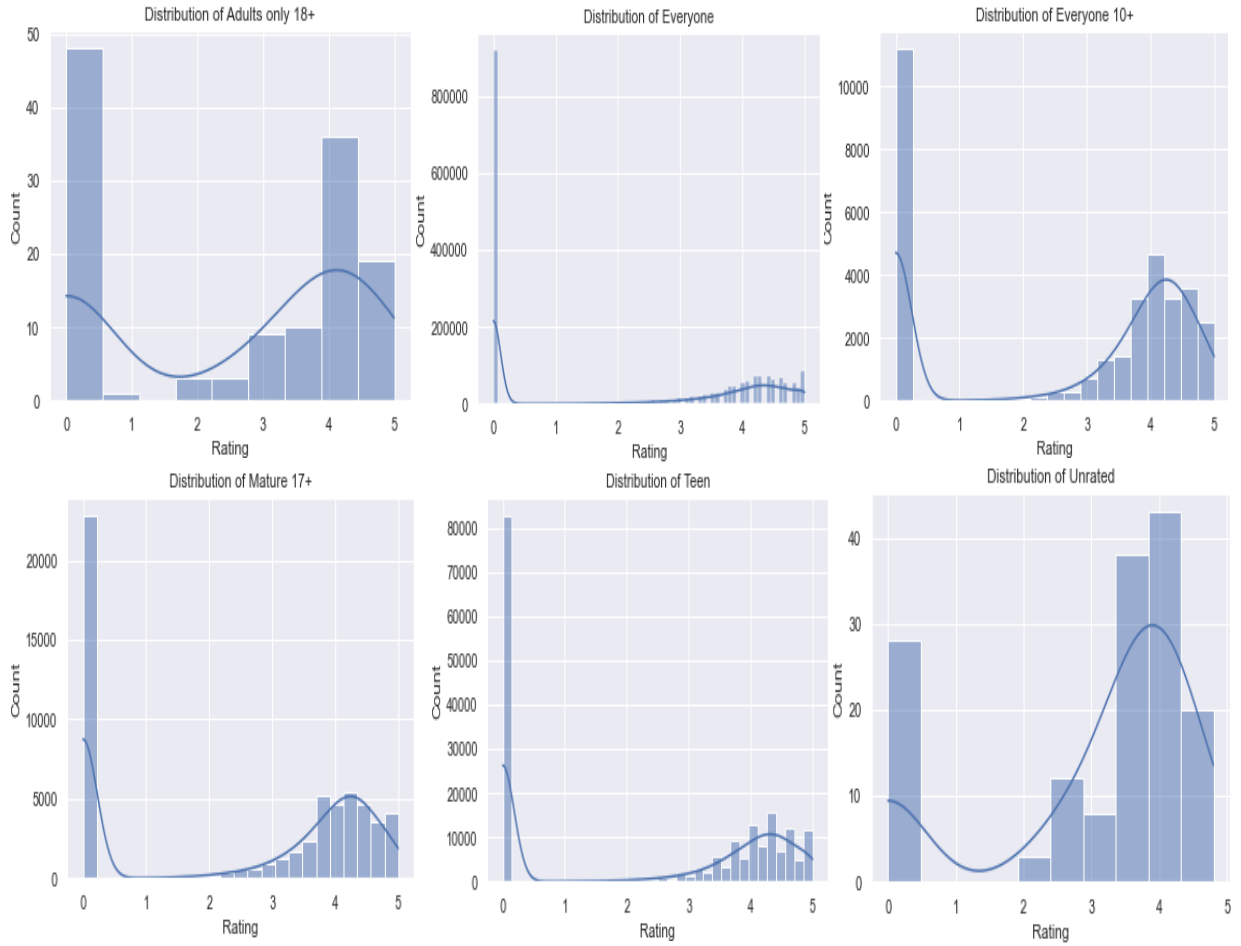 Distribution of Adults only 18+
50
40
30
20
10
0
Count
0 1 2 3 4 5
Rating
Distribution of Everyone
800000
600000
400000
200000
0
Count
0 1 2 3 4 5
Rating
Distribution of Everyone 10+
10000
8000
6000
4000
2000
0
Count
0 1 2 3 4 5
Rating
Distribution of Mature 17+
20000
15000
10000
5000
0
Count
0 1 2 3 4 5
Rating
Distribution of Teen
80000
70000
60000
50000
40000
30000
20000
10000
0
Count
0 1 2 3 4 5
Rating
Distribution of Unrated
40
30
20
10
0
Count
0 1 2 3 4 5
Rating